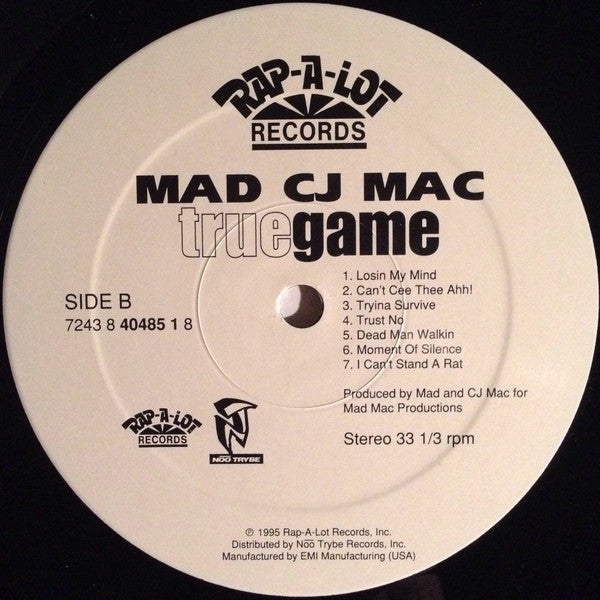 RAP-A-LOT
RECORDS
MAD CJ MAC
truegame
SIDE B
7243 8 40485 1 8
1. Losin My Mind
2. Can't Cee Thee Ahh!
3. Tryina Survive
4. Trust No
5. Dead Man Walkin
6. Moment Of Silence
7. I Can't Stand A Rat
Produced by Mad and CJ Mac for
Mad Mac Productions
Stereo 33 1/3 rpm
RAP-A-LOT
RECORDS
NOO TRYBE
℗ 1995 Rap-A-Lot Records, Inc.
Distributed by Noo Trybe Records, Inc.
Manufactured by EMI Manufacturing (USA)